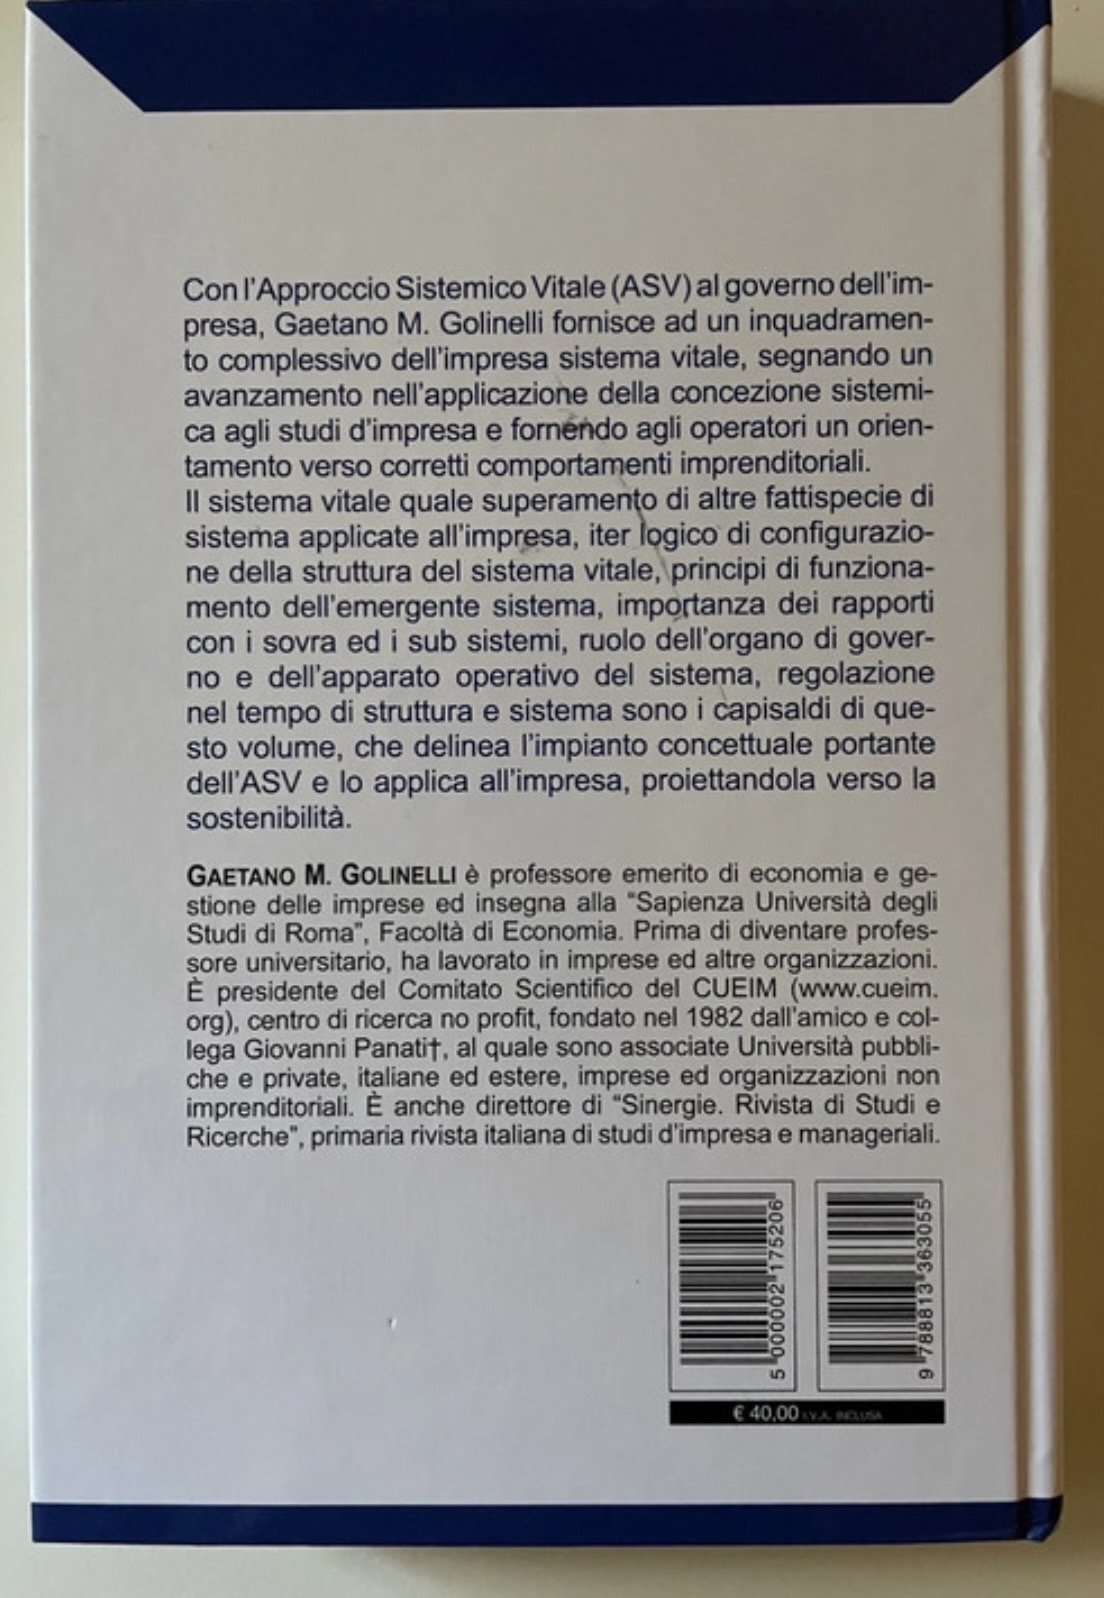 Con l'Approccio Sistemico Vitale (ASV) al governo dell'im-
presa, Gaetano M. Golinelli fornisce ad un inquadramen-
to complessivo dell'impresa sistema vitale, segnando un
avanzamento nell'applicazione della concezione sistemi-
ca agli studi d'impresa e fornendo agli operatori un orien-
tamento verso corretti comportamenti imprenditoriali.
Il sistema vitale quale superamento di altre fattispecie di
sistema applicate all'impresa, iter logico di configurazio-
ne della struttura del sistema vitale, principi di funziona-
mento dell'emergente sistema, importanza dei rapporti
con i sovra ed i sub sistemi, ruolo dell'organo di gover-
no e dell'apparato operativo del sistema, regolazione
nel tempo di struttura e sistema sono i capisaldi di que-
sto volume, che delinea l'impianto concettuale portante
dell'ASV e lo applica all'impresa, proiettandola verso la
sostenibilità.
GAETANO M. GOLINELLI è professore emerito di economia e ge-
stione delle imprese ed insegna alla "Sapienza Università degli
Studi di Roma", Facoltà di Economia. Prima di diventare profes-
sore universitario, ha lavorato in imprese ed altre organizzazioni.
È presidente del Comitato Scientifico del CUEIM (www.cueim.
org), centro di ricerca no profit, fondato nel 1982 dall'amico e col-
lega Giovanni Panati†, al quale sono associate Università pubbli-
che e private, italiane ed estere, imprese ed organizzazioni non
imprenditoriali. È anche direttore di "Sinergie. Rivista di Studi e
Ricerche", primaria rivista italiana di studi d'impresa e manageriali.
5 000002 175206
9 788813 363055
€ 40,00 I.V.A. INCLUSA